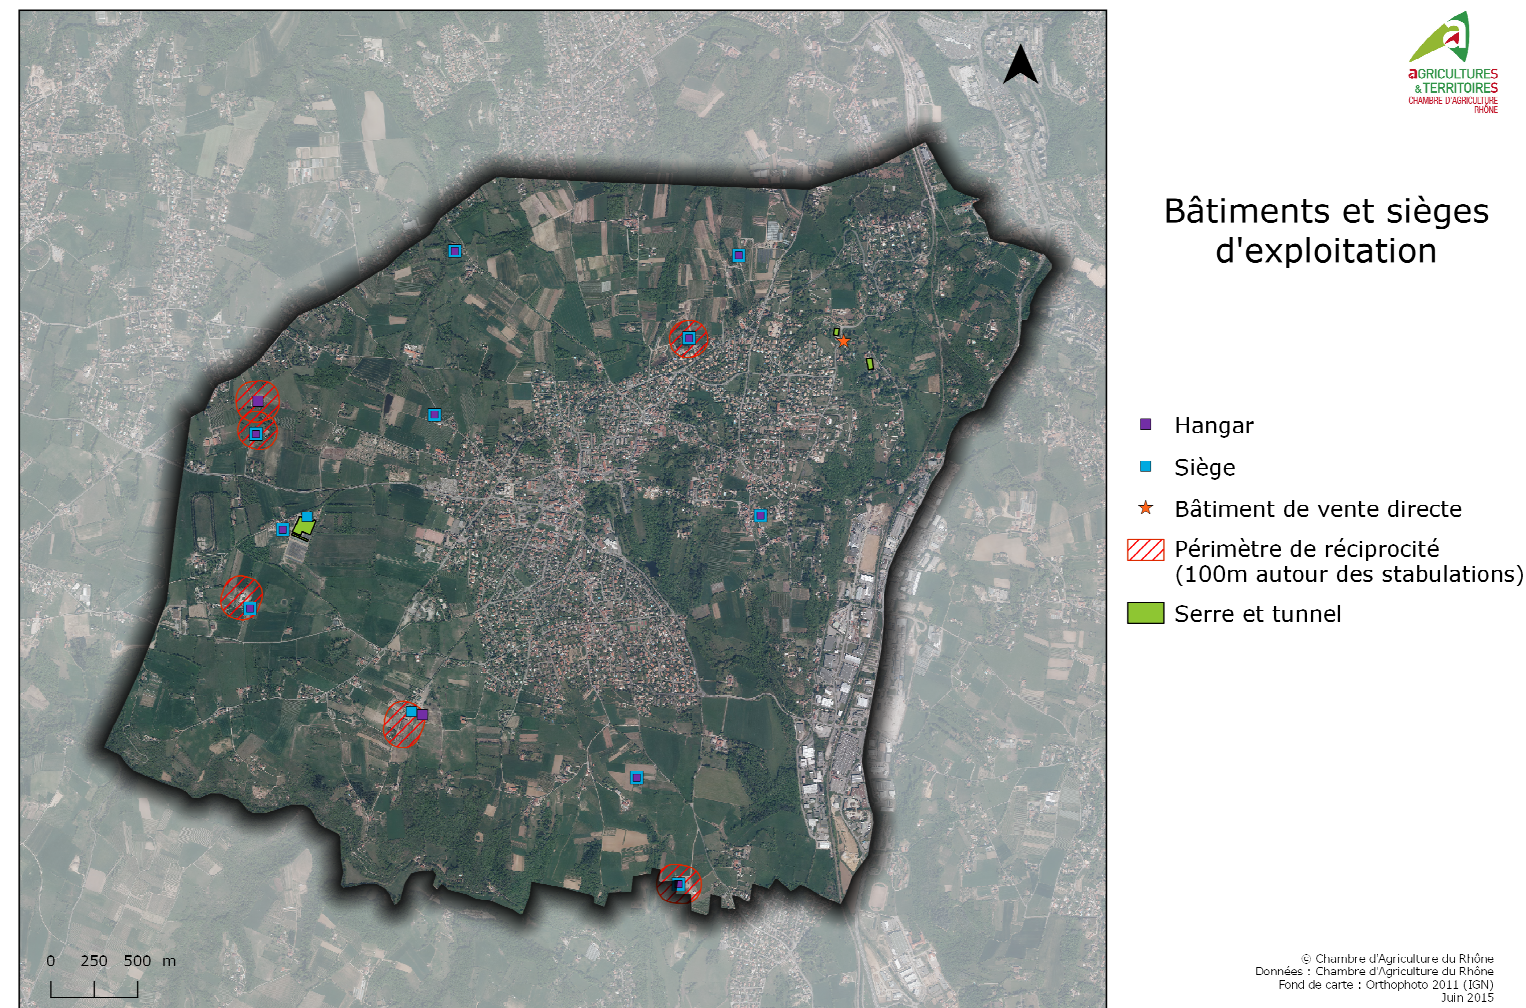 a
aGRICULTURES
& TERRITOIRES
CHAMBRE D'AGRICULTURE
RHÔNE
Bâtiments et sièges
d'exploitation
Hangar
Siège
Bâtiment de vente directe
Périmètre de réciprocité
(100m autour des stabulations)
Serre et tunnel
0 250 500 m
© Chambre d'Agriculture du Rhône
Données : Chambre d'Agriculture du Rhône
Fond de carte : Orthophoto 2011 (IGN)
Juin 2015